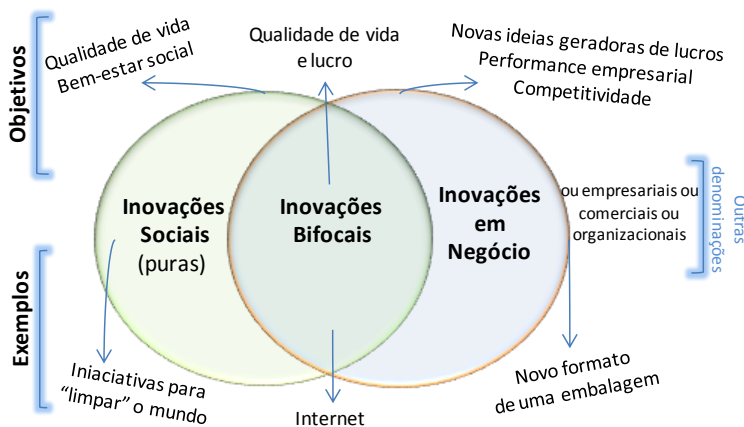 Objetivos
Qualidade de vida
Bem-estar social
Qualidade de vida
e lucro
Novas ideias geradoras de lucros
Performance empresarial
Competitividade
Inovações
Sociais
(puras)
Inovações
Bifocais
Inovações
em
Negócio
ou empresariais ou
comerciais ou
organizacionais
Outras
denominações
Exemplos
Iniaciativas para
“limpar” o mundo
Internet
Novo formato
de uma embalagem